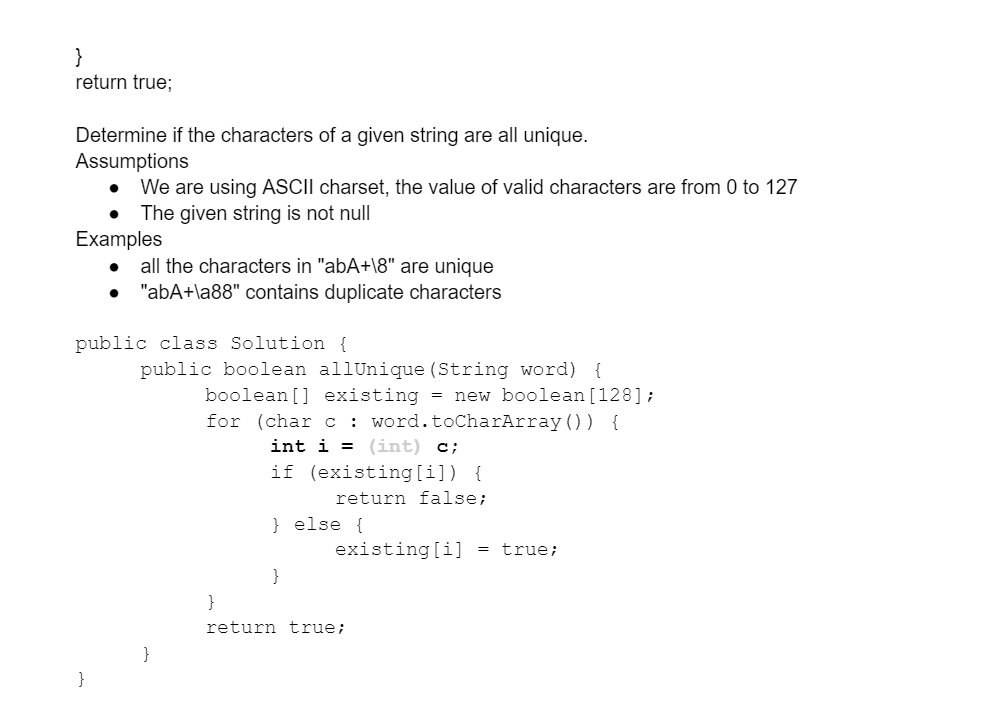 }
return true;
Determine if the characters of a given string are all unique.
Assumptions
● We are using ASCII charset, the value of valid characters are from 0 to 127
● The given string is not null
Examples
● all the characters in "abA+\8" are unique
● "abA+\a88" contains duplicate characters
public class Solution {
public boolean allUnique(String word) {
boolean[] existing = new boolean[128];
for (char c : word.toCharArray()) {
int i = (int) c;
if (existing[i]) {
return false;
} else {
existing[i] = true;
}
}
return true;
}
}